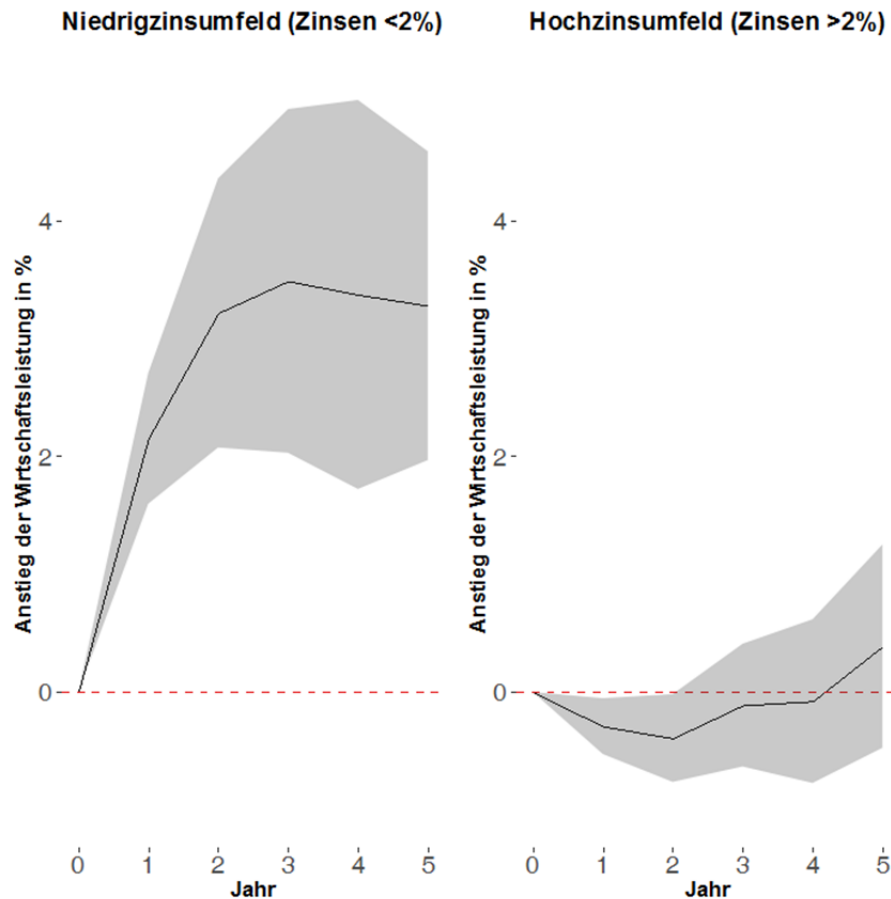 Niedrigzinsumfeld (Zinsen <2%)
Anstieg der Wirtschaftsleistung in %
4
2
0
0 1 2 3 4 5
Jahr
Hochzinsumfeld (Zinsen >2%)
Anstieg der Wirtschaftsleistung in %
4
2
0
0 1 2 3 4 5
Jahr